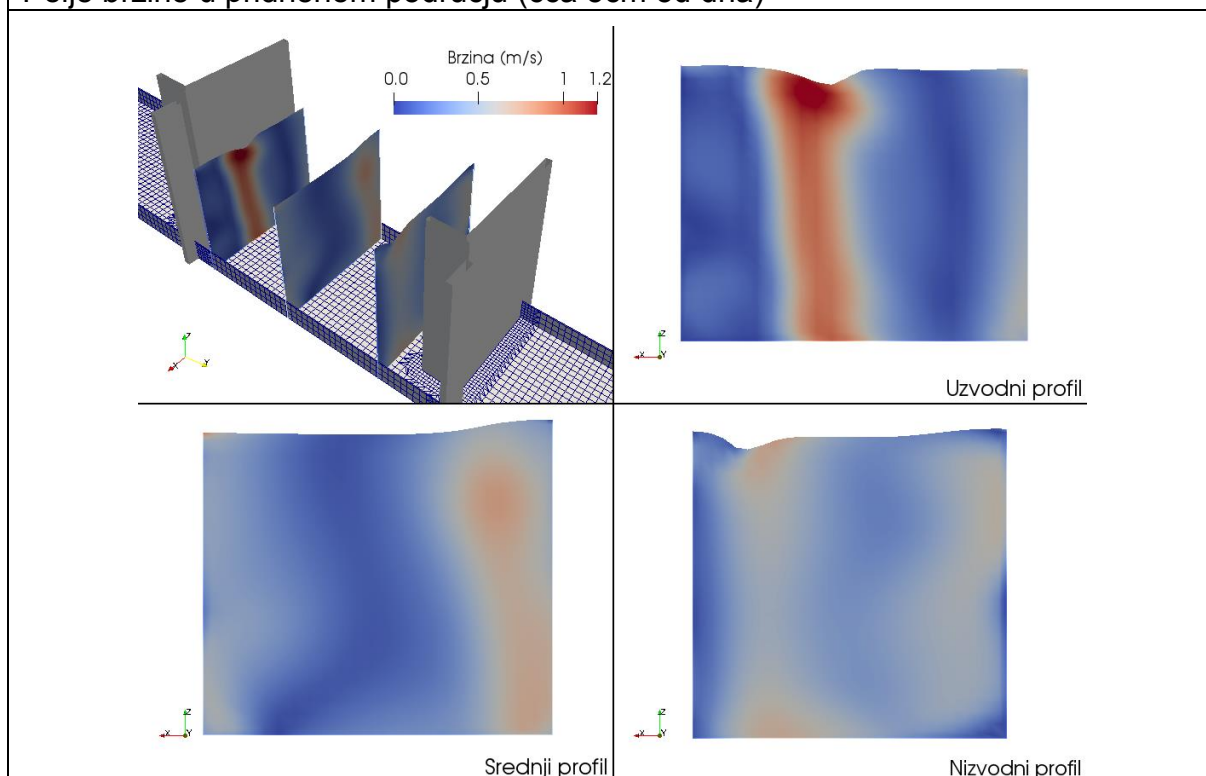 Brzina (m/s)
0.0 0.5 1 1.2
Z
X Y
Z
X Y
Uzvodni profil
Z
X Y
Srednji profil
Z
X Y
Nizvodni profil